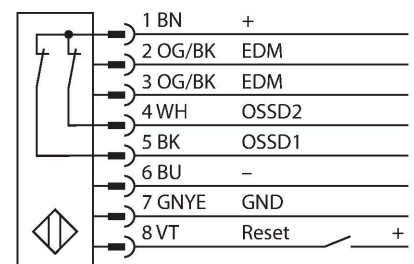 1 BN +
2 OG/BK EDM
3 OG/BK EDM
4 WH OSSD2
5 BK OSSD1
6 BU –
7 GNYE GND
8 VT Reset +